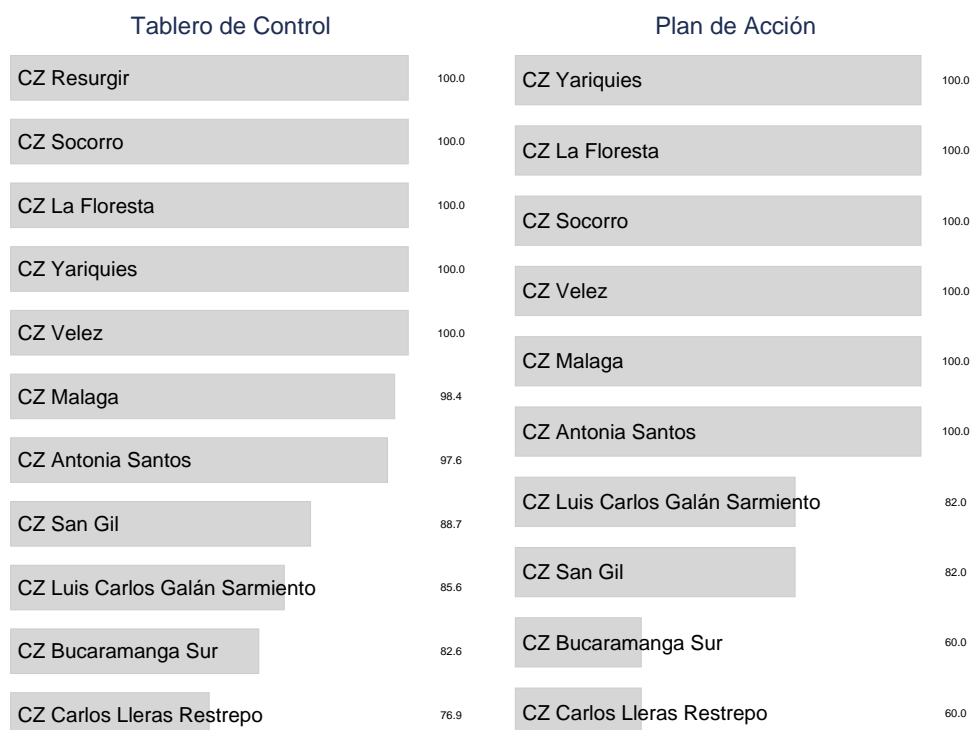 Tablero de Control
CZ Resurgir 100.0
CZ Socorro 100.0
CZ La Floresta 100.0
CZ Yariquies 100.0
CZ Velez 100.0
CZ Malaga 98.4
CZ Antonia Santos 97.6
CZ San Gil 88.7
CZ Luis Carlos Galán Sarmiento 85.6
CZ Bucaramanga Sur 82.6
CZ Carlos Lleras Restrepo 76.9
Plan de Acción
CZ Yariquies 100.0
CZ La Floresta 100.0
CZ Socorro 100.0
CZ Velez 100.0
CZ Malaga 100.0
CZ Antonia Santos 100.0
CZ Luis Carlos Galán Sarmiento 82.0
CZ San Gil 82.0
CZ Bucaramanga Sur 60.0
CZ Carlos Lleras Restrepo 60.0